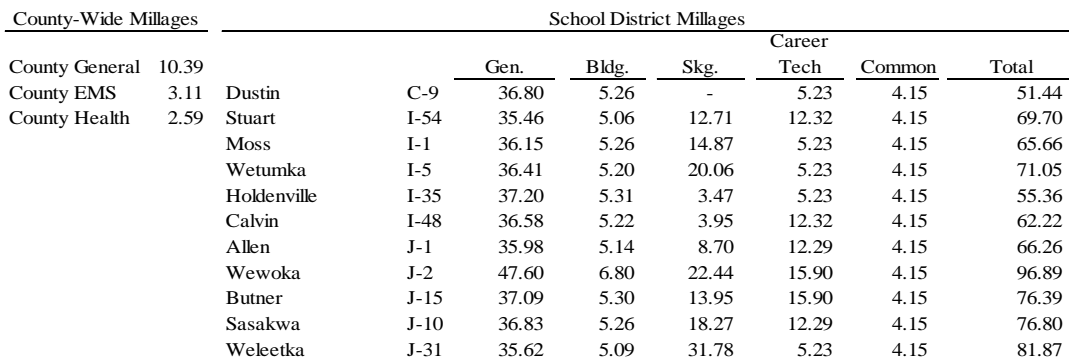 County-Wide Millages School District Millages
Career
County General 10.39 Gen. Bldg. Skg. Tech Common Total
County EMS 3.11 Dustin C-9 36.80 5.26 - 5.23 4.15 51.44
County Health 2.59 Stuart I-54 35.46 5.06 12.71 12.32 4.15 69.70
Moss I-1 36.15 5.26 14.87 5.23 4.15 65.66
Wetumka I-5 36.41 5.20 20.06 5.23 4.15 71.05
Holdenville I-35 37.20 5.31 3.47 5.23 4.15 55.36
Calvin I-48 36.58 5.22 3.95 12.32 4.15 62.22
Allen J-1 35.98 5.14 8.70 12.29 4.15 66.26
Wewoka J-2 47.60 6.80 22.44 15.90 4.15 96.89
Butner J-15 37.09 5.30 13.95 15.90 4.15 76.39
Sasakwa J-10 36.83 5.26 18.27 12.29 4.15 76.80
Weleetka J-31 35.62 5.09 31.78 5.23 4.15 81.87